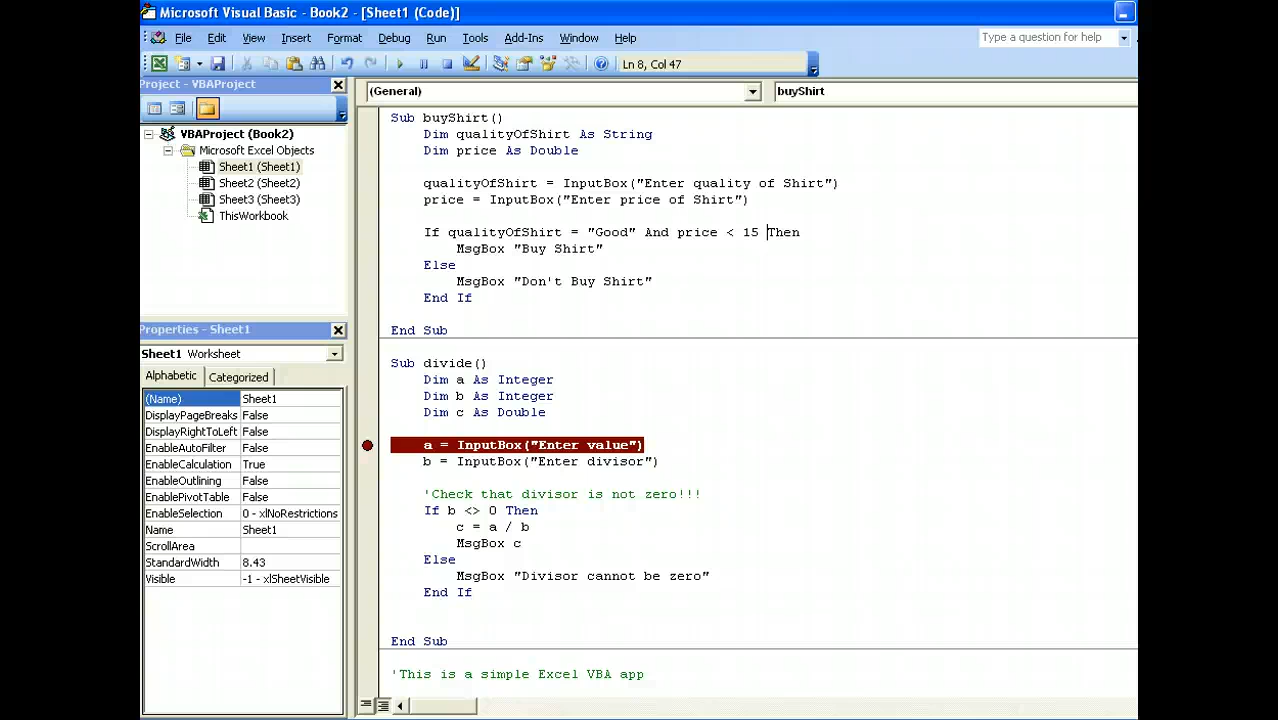 Microsoft Visual Basic - Book2 - [Sheet1 (Code)]
File Edit View Insert Format Debug Run Tools Add-Ins Window Help
Type a question for help
Ln 8, Col 47
Project - VBAProject
VBAProject (Book2)
Microsoft Excel Objects
Sheet1 (Sheet1)
Sheet2 (Sheet2)
Sheet3 (Sheet3)
ThisWorkbook
Properties - Sheet1
Sheet1 Worksheet
Alphabetic Categorized
(Name) Sheet1
DisplayPageBreaks False
DisplayRightToLeft False
EnableAutoFilter False
EnableCalculation True
EnableOutlining False
EnablePivotTable False
EnableSelection 0 - xlNoRestrictions
Name Sheet1
ScrollArea
StandardWidth 8.43
Visible -1 - xlSheetVisible
(General) buyShirt
Sub buyShirt()
Dim qualityOfShirt As String
Dim price As Double
qualityOfShirt = InputBox("Enter quality of Shirt")
price = InputBox("Enter price of Shirt")
If qualityOfShirt = "Good" And price < 15 Then
MsgBox "Buy Shirt"
Else
MsgBox "Don't Buy Shirt"
End If
End Sub
Sub divide()
Dim a As Integer
Dim b As Integer
Dim c As Double
a = InputBox("Enter value")
b = InputBox("Enter divisor")
'Check that divisor is not zero!!!
If b <> 0 Then
c = a / b
MsgBox c
Else
MsgBox "Divisor cannot be zero"
End If
End Sub
'This is a simple Excel VBA app